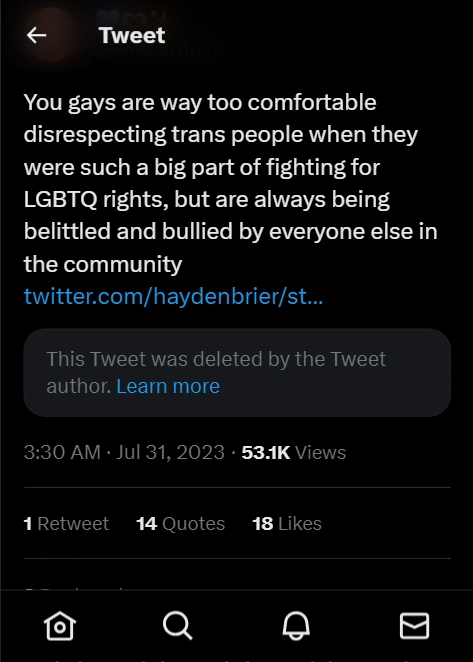 Tweet
You gays are way too comfortable
disrespecting trans people when they
were such a big part of fighting for
LGBTQ rights, but are always being
belittled and bullied by everyone else in
the community
twitter.com/haydenbrier/st...
This Tweet was deleted by the Tweet
author. Learn more
3:30 AM · Jul 31, 2023 · 53.1K Views
1 Retweet 14 Quotes 18 Likes